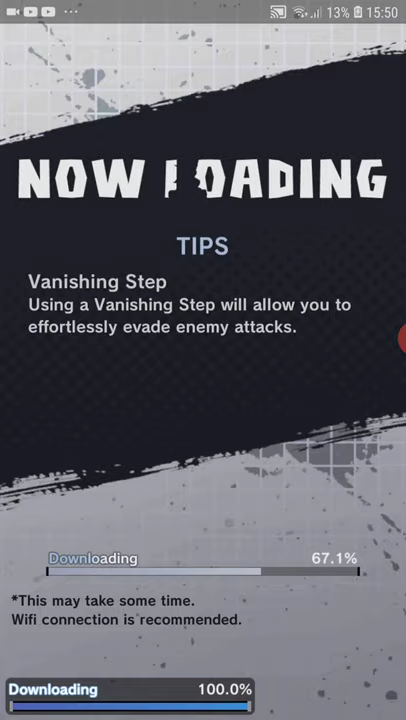 13% 15:50
NOW LOADING
TIPS
Vanishing Step
Using a Vanishing Step will allow you to
effortlessly evade enemy attacks.
Downloading 67.1%
*This may take some time.
Wifi connection is recommended.
Downloading 100.0%